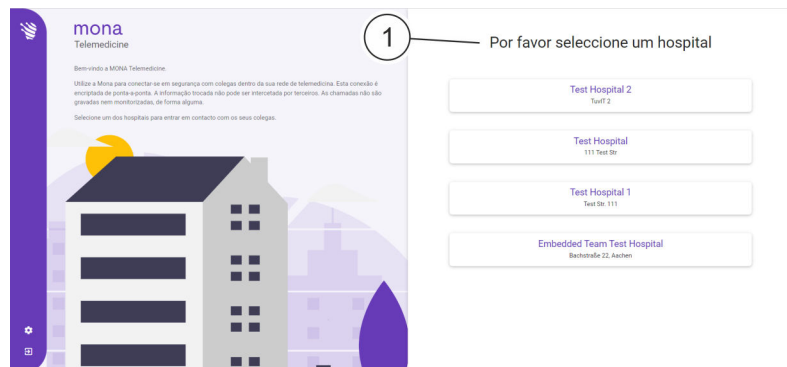 mona
Telemedicine
Bem-vindo a MONA Telemedicine.
Utilize a Mona para conectar-se em segurança com colegas dentro da sua rede de telemedicina. Esta conexão é
encriptada de ponta-a-ponta. A informação trocada não pode ser intercetada por terceiros. As chamadas não são
gravadas nem monitorizadas, de forma alguma.
Selecione um dos hospitais para entrar em contacto com os seus colegas.
1
Por favor seleccione um hospital
Test Hospital 2
TuvIT 2
Test Hospital
111 Test Str
Test Hospital 1
Test Str. 111
Embedded Team Test Hospital
Bachstraße 22, Aachen